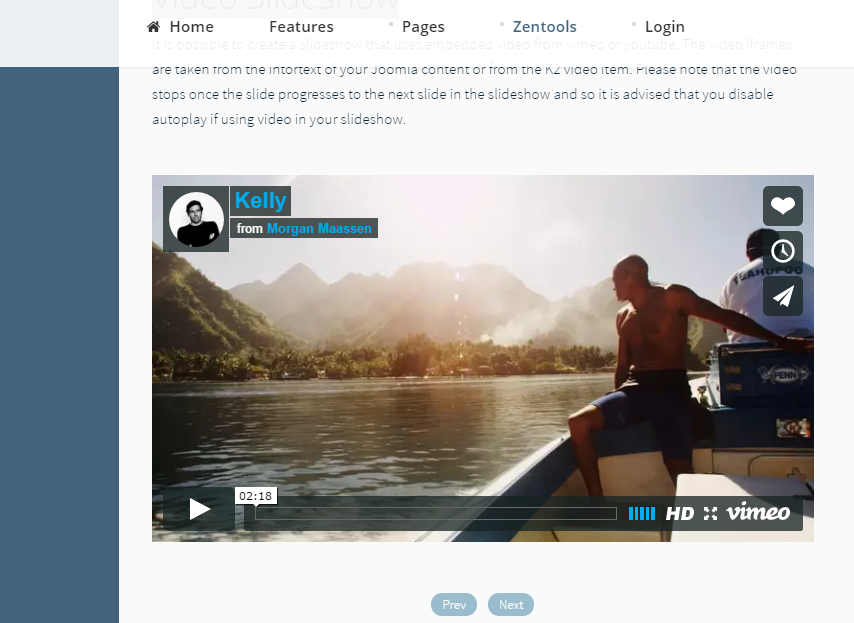 Video Slideshow
Home Features Pages Zentools Login
It is possible to create a slideshow that uses embedded video from vimeo or youtube. The video iframes
are taken from the introtext of your Joomla content or from the K2 video item. Please note that the video
stops once the slide progresses to the next slide in the slideshow and so it is advised that you disable
autoplay if using video in your slideshow.
Kelly
from Morgan Maassen
TEAHUPOO
PENN
02:18
HD vimeo
Prev Next